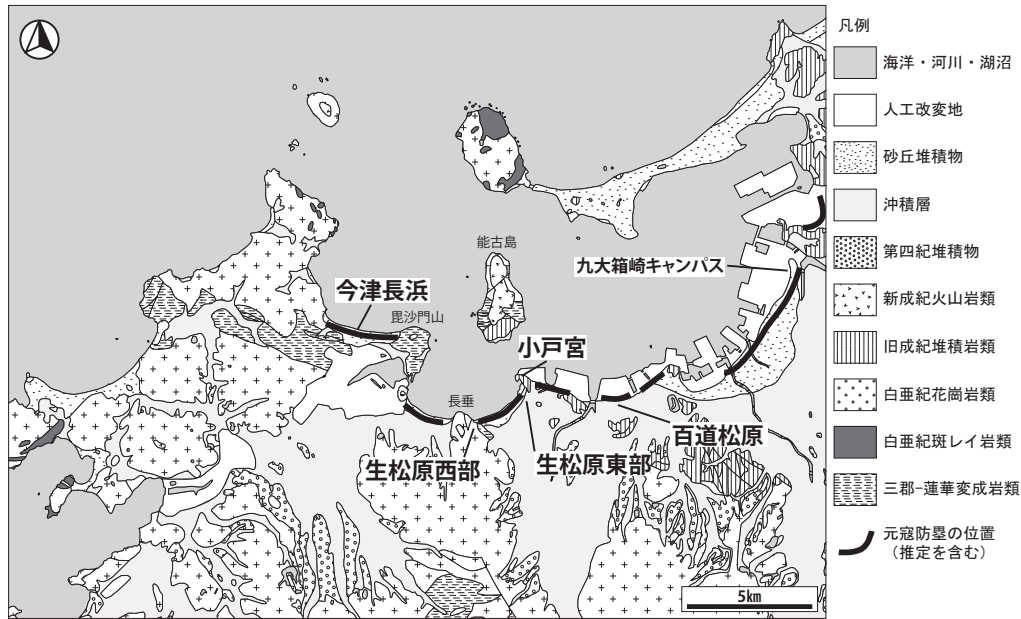 能古島
九大箱崎キャンパス
今津長浜
毘沙門山
小戸宮
長垂
百道松原
生松原西部
生松原東部
5㎞
凡例
海洋・河川・湖沼
人工改変地
砂丘堆積物
沖積層
第四紀堆積物
新成紀火山岩類
旧成紀堆積岩類
白亜紀花崗岩類
白亜紀斑レイ岩類
三郡−蓮華変成岩類
元寇防塁の位置
（推定を含む）